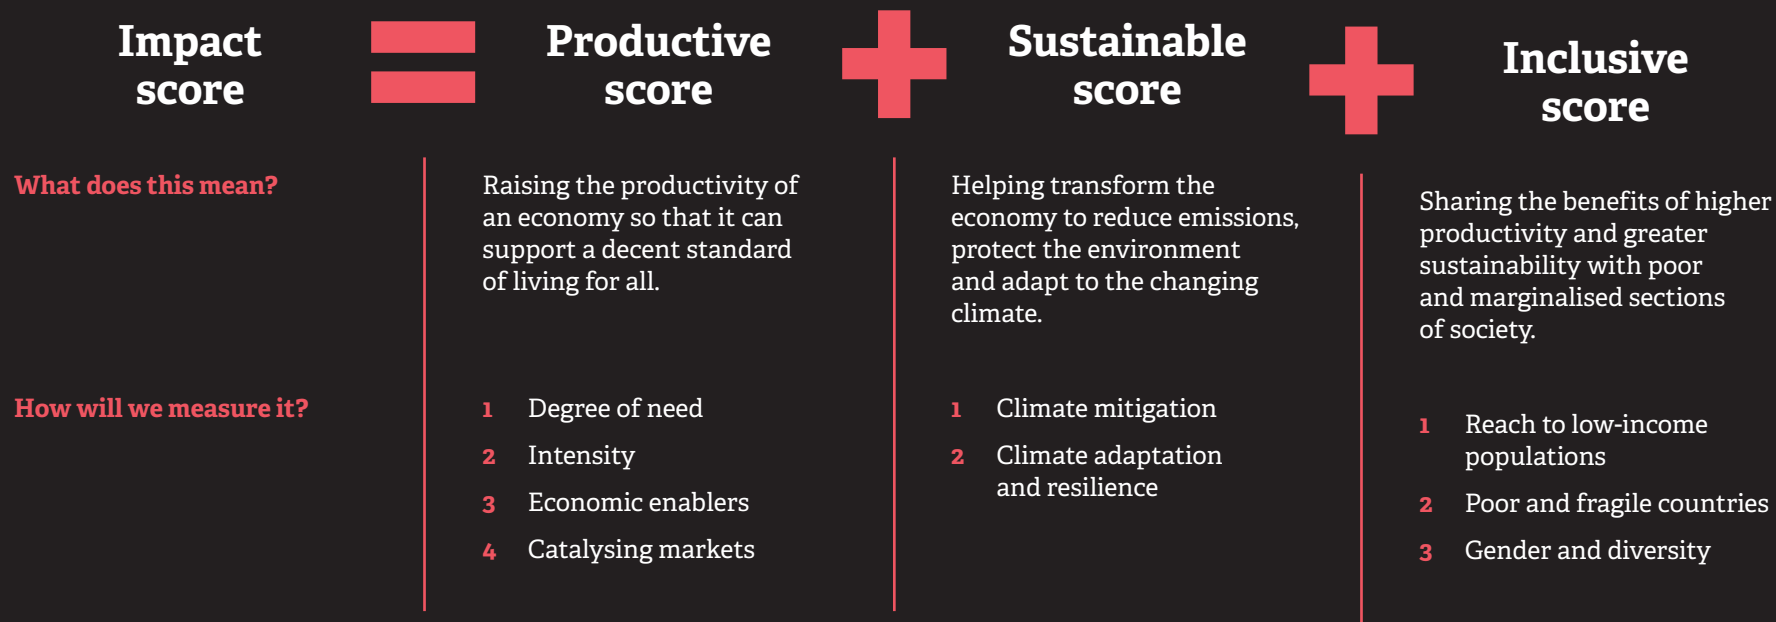 Impact
score
Productive
score
Sustainable
score
Inclusive
score
What does this mean?
Raising the productivity of
an economy so that it can
support a decent standard
of living for all.
Helping transform the
economy to reduce emissions,
protect the environment
and adapt to the changing
climate.
Sharing the benefits of higher
productivity and greater
sustainability with poor
and marginalised sections
of society.
How will we measure it?
1 Degree of need
2 Intensity
3 Economic enablers
4 Catalysing markets
1 Climate mitigation
2 Climate adaptation
and resilience
1 Reach to low-income
populations
2 Poor and fragile countries
3 Gender and diversity